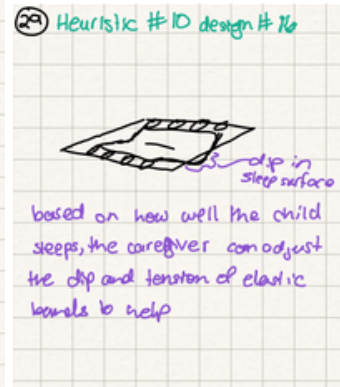 29 Heuristic #10 design #16
dip in
sleep surface
based on how well the child
sleeps, the caregiver can adjust
the dip and tension of elastic
bands to help